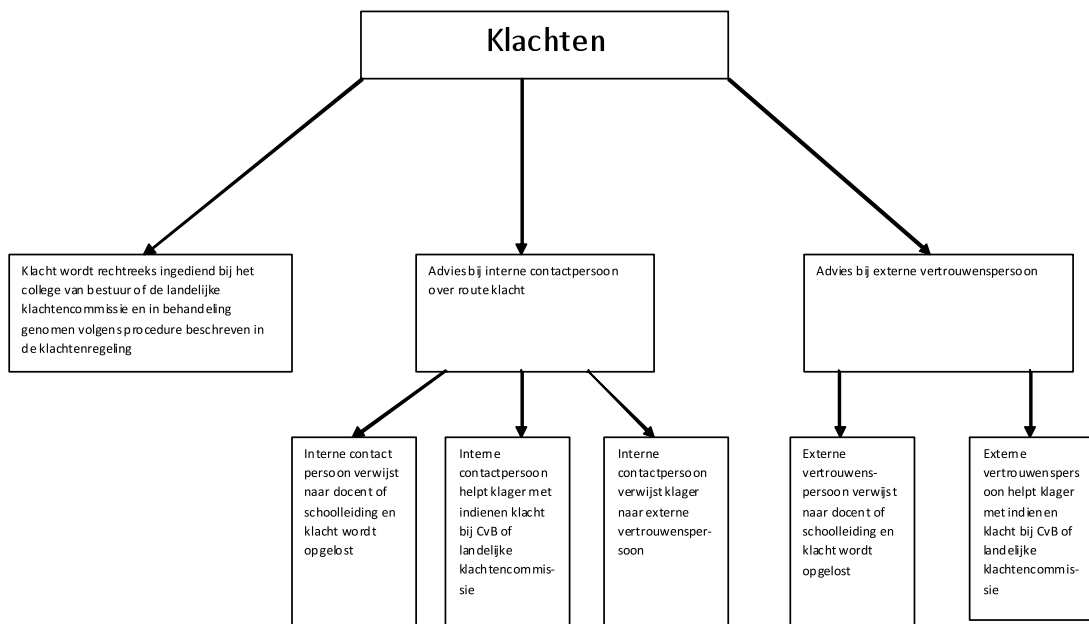 Klachten
Klacht wordt rechtreeks ingediend bij het
college van bestuur of de landelijke
klachtencommissie en in behandeling
genomen volgens procedure beschreven in
de klachtenregeling
Advies bij interne contactpersoon
over route klacht
Advies bij externe vertrouwenspersoon
Interne contact
persoon verwijst
naar docent of
schoolleiding en
klacht wordt
opgelost
Interne
contactpersoon
helpt klager met
indienen klacht
bij CvB of
landelijke
klachtencommis-
sie
Interne
contactpersoon
verwijst klager
naar externe
vertrouwensper-
soon
Externe
vertrouwens-
persoon verwijst
naar docent of
schoolleiding en
klacht wordt
opgelost
Externe
vertrouwenspers
oon helpt klager
met indienen
klacht bij CvB of
landelijke
klachtencommis-
sie